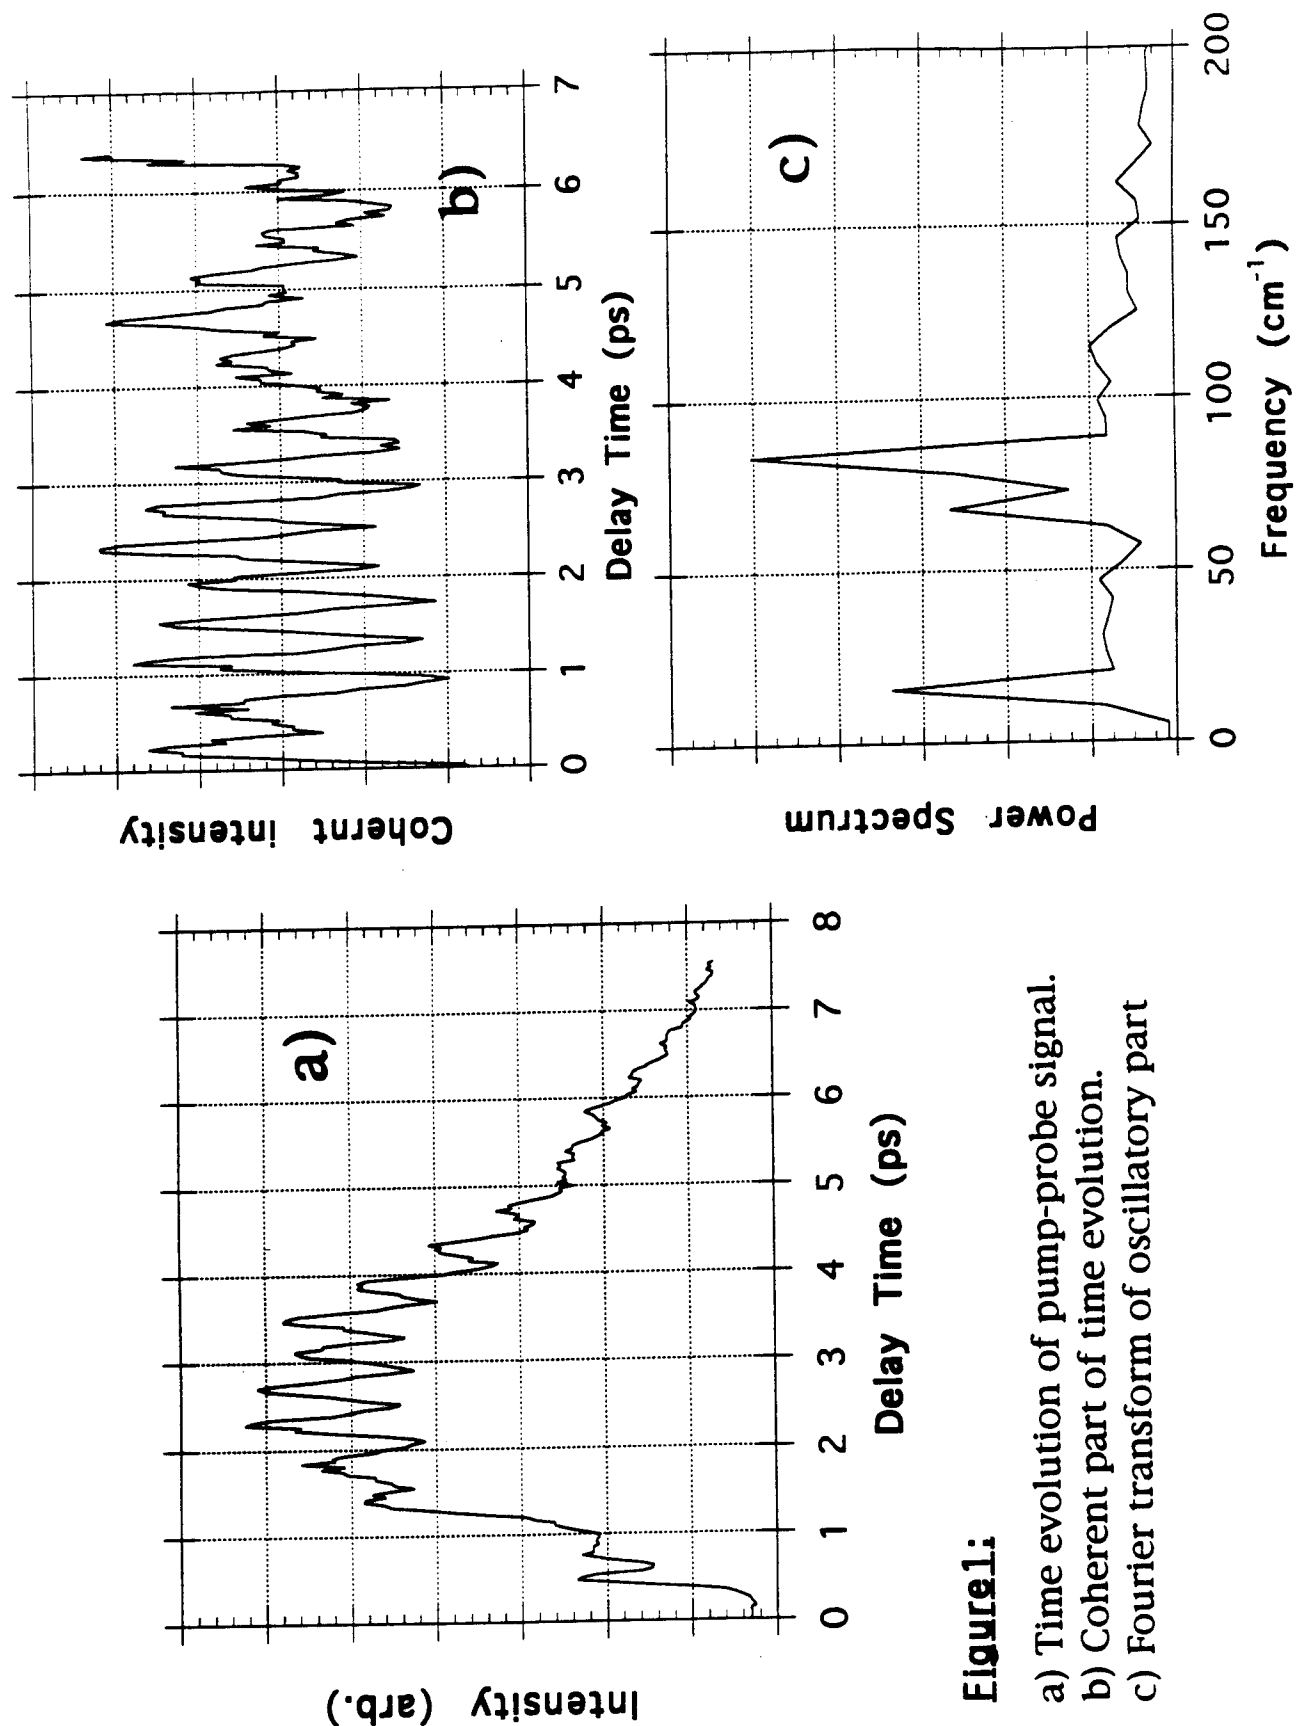 a)
Intensity (arb.)
0 1 2 3 4 5 6 7 8
Delay Time (ps)
b)
Cohernt intensity
0 1 2 3 4 5 6 7
Delay Time (ps)
c)
Power Spectrum
0 50 100 150 200
Frequency (cm⁻¹)
Figure1:
a) Time evolution of pump-probe signal.
b) Coherent part of time evolution.
c) Fourier transform of oscillatory part